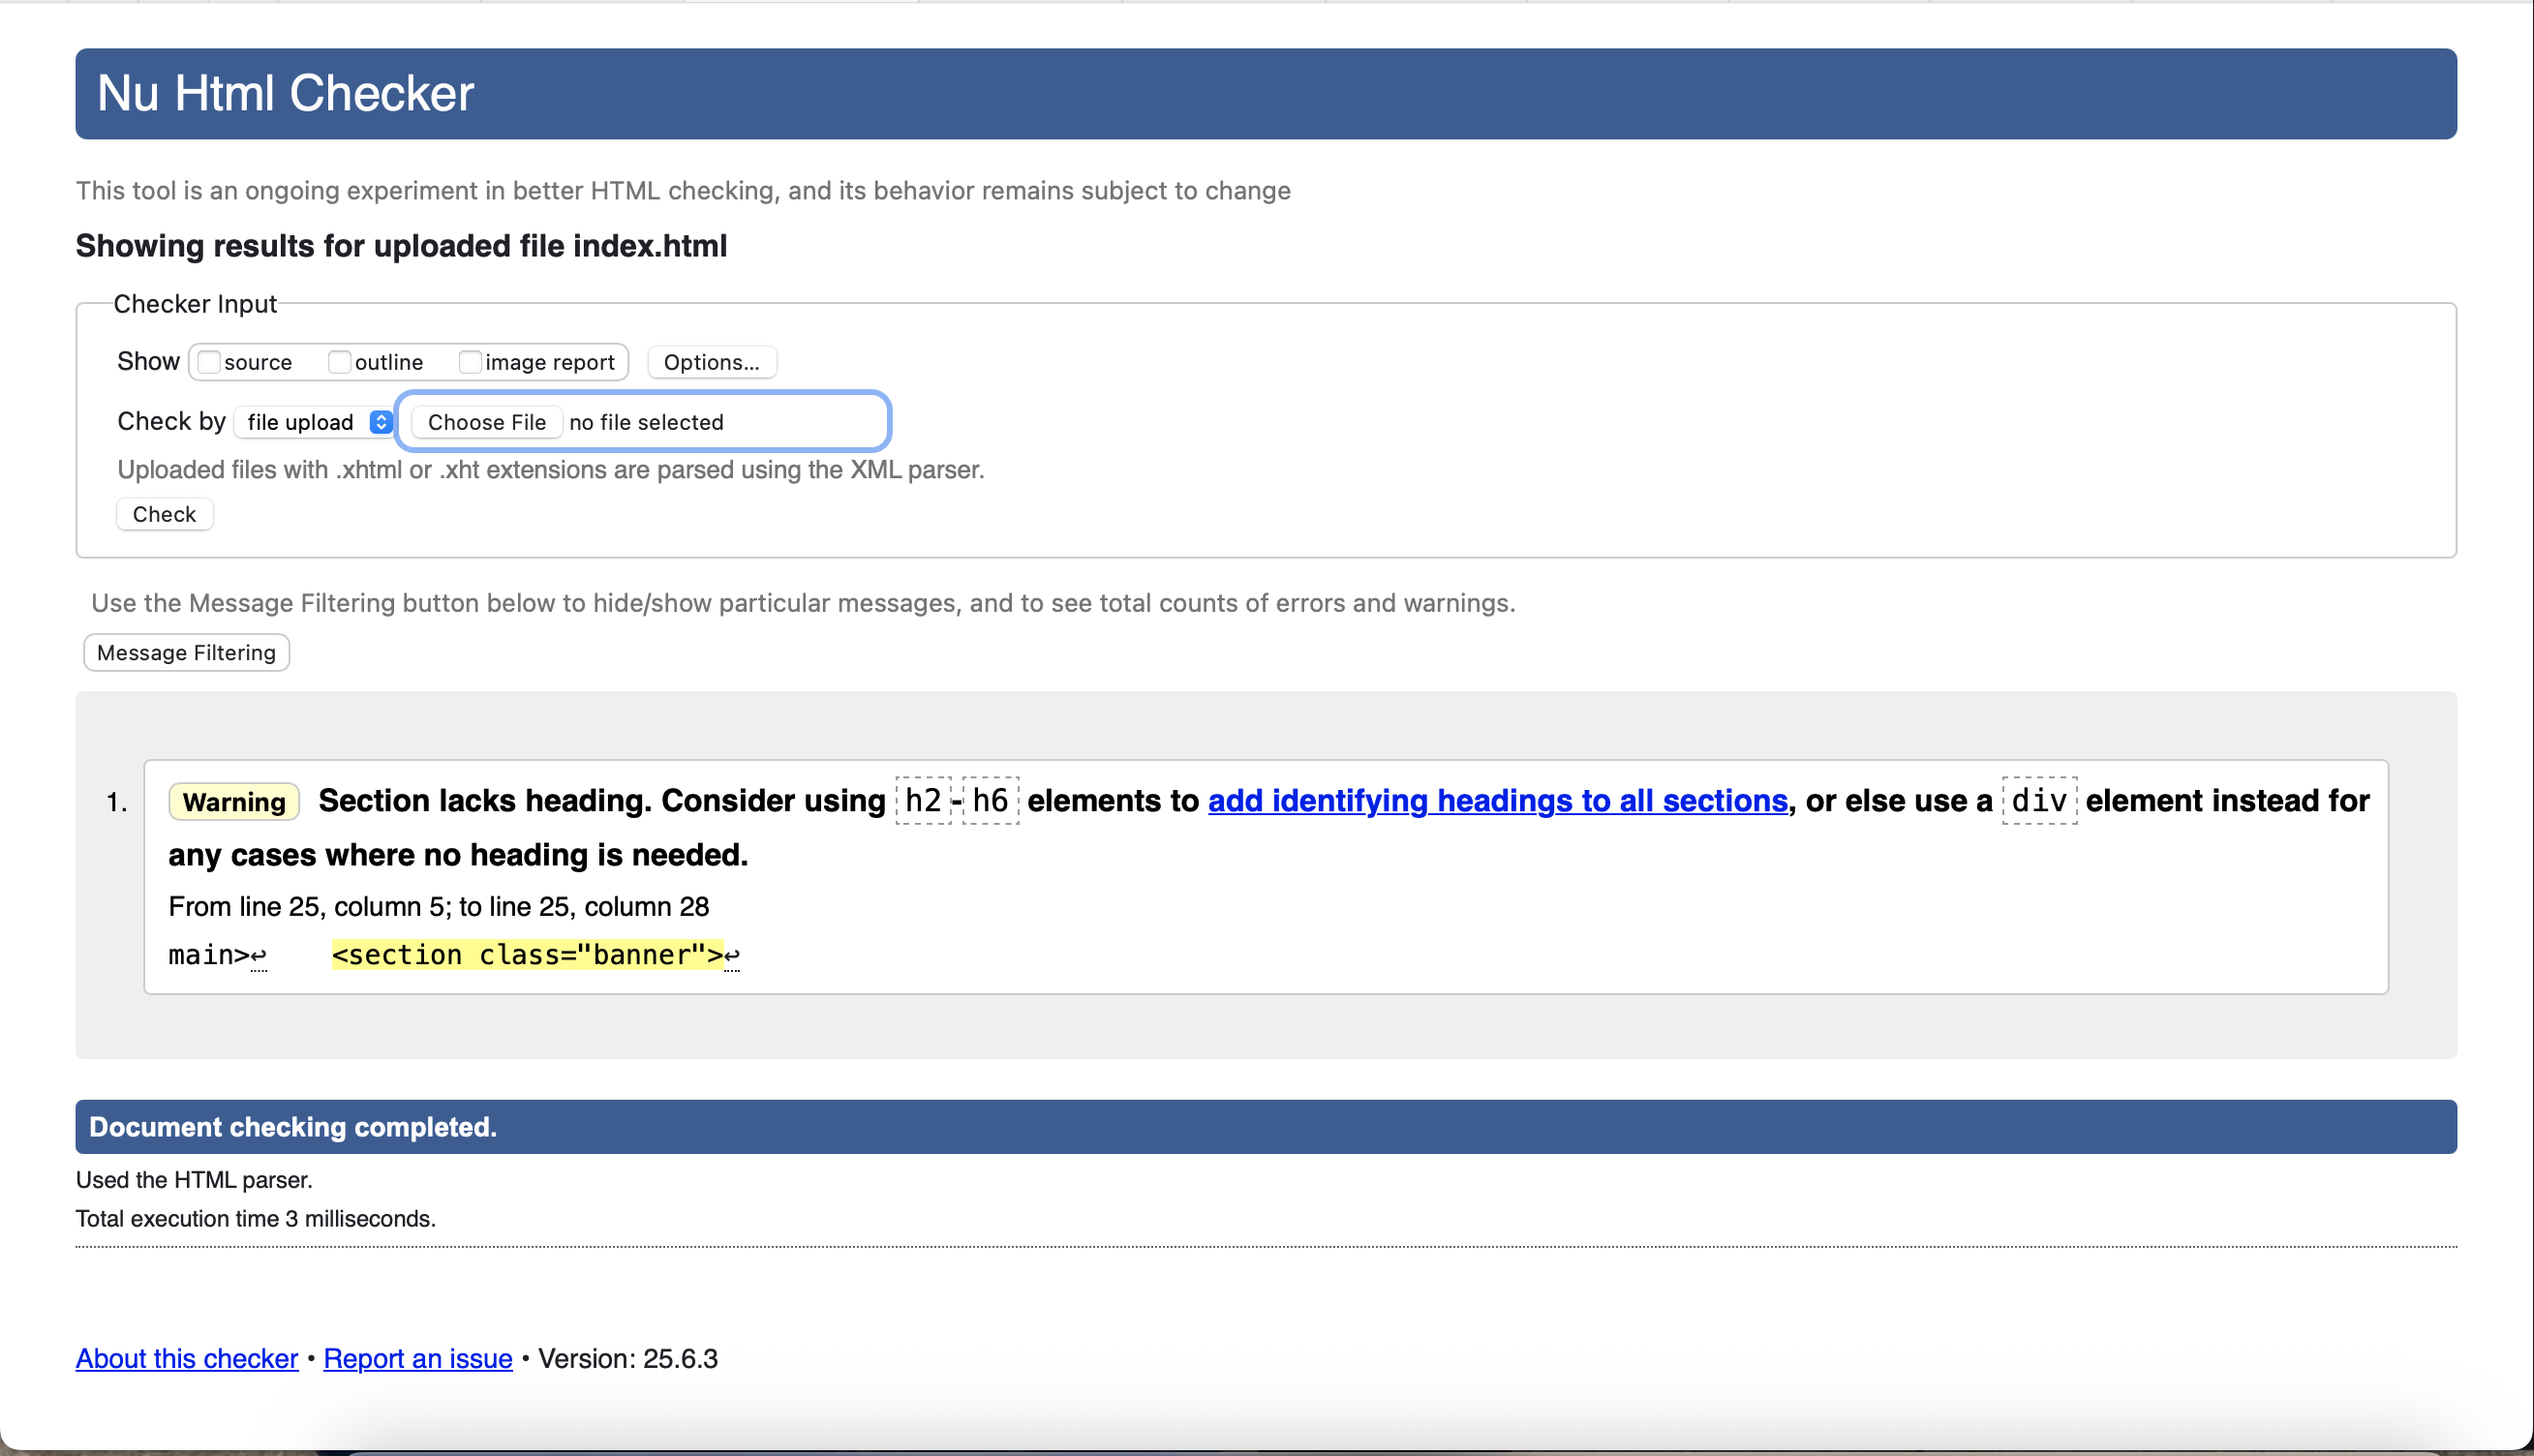 Nu Html Checker
This tool is an ongoing experiment in better HTML checking, and its behavior remains subject to change
Showing results for uploaded file index.html
Checker Input
Show source outline image report Options...
Check by file upload Choose File no file selected
Uploaded files with .xhtml or .xht extensions are parsed using the XML parser.
Check
Use the Message Filtering button below to hide/show particular messages, and to see total counts of errors and warnings.
Message Filtering
1. Warning Section lacks heading. Consider using h2-h6 elements to add identifying headings to all sections, or else use a div element instead for
any cases where no heading is needed.
From line 25, column 5; to line 25, column 28
main>↩ <section class="banner">↩
Document checking completed.
Used the HTML parser.
Total execution time 3 milliseconds.
About this checker • Report an issue • Version: 25.6.3